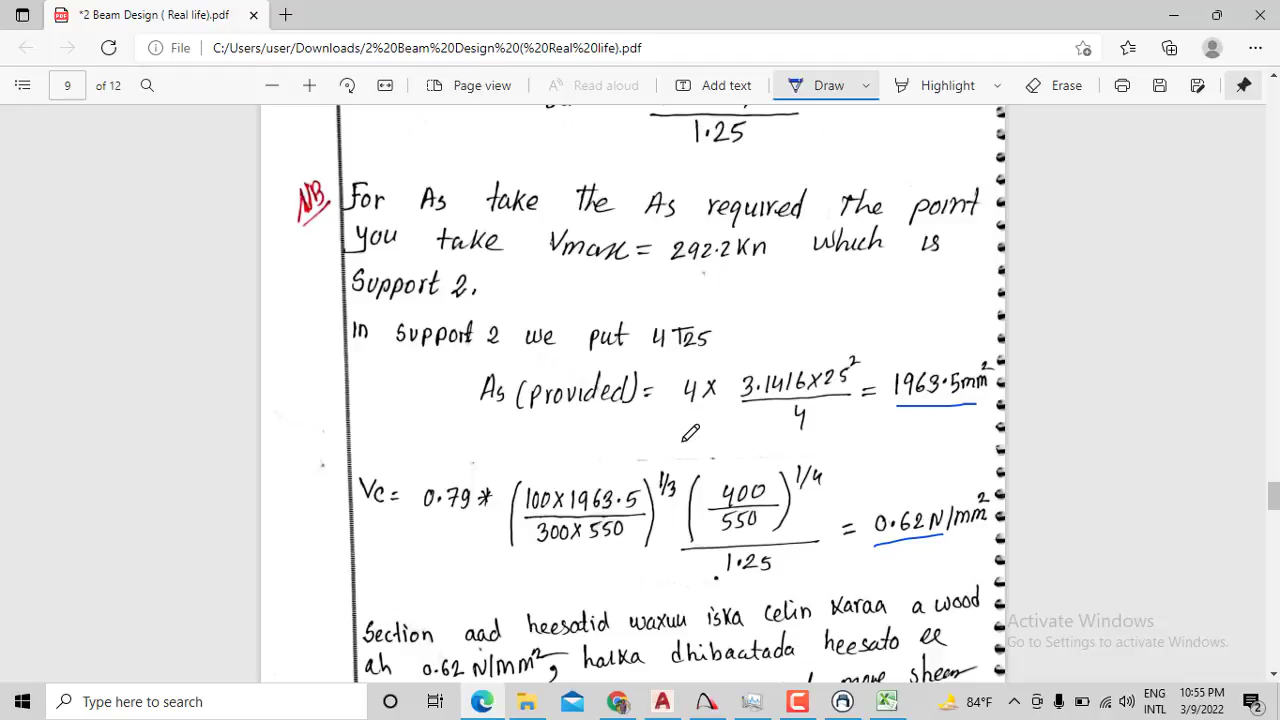 *2 Beam Design ( Real life).pdf
File
C:/Users/user/Downloads/2%20Beam%20Design%20(%20Real%20life).pdf
9 of 12
Page view
Read aloud
Add text
Draw
Highlight
Erase
1.25
NB For As take the As required the point
you take Vmax = 292.2 Kn which is
Support 2.
In support 2 we put 4T25
As (provided) = 4 x 3.1416x25² / 4 = 1963.5mm²
Vc = 0.79 * (100x1963.5 / 300x550)^1/3 (400 / 550)^1/4 / 1.25 = 0.62N/mm²
Section aad heesatid waxuu iska celin karaa a wood
ah 0.62 N/mm², halka dhibaatada heesato ee
more shear
Activate Windows
Go to Settings to activate Windows.
Type here to search
84°F
ENG
INTL
10:55 PM
3/9/2022
2